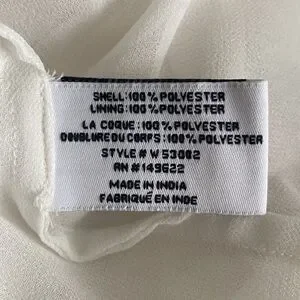 SHELL:100% POLYESTER
LINING: 100% POLYESTER
LA COQUE:100% POLYESTER
DOUBLURE DU CORPS:100% POLYESTER
STYLE# W53002
RN #149622
MADE IN INDIA
FABRIQUÉ EN INDE